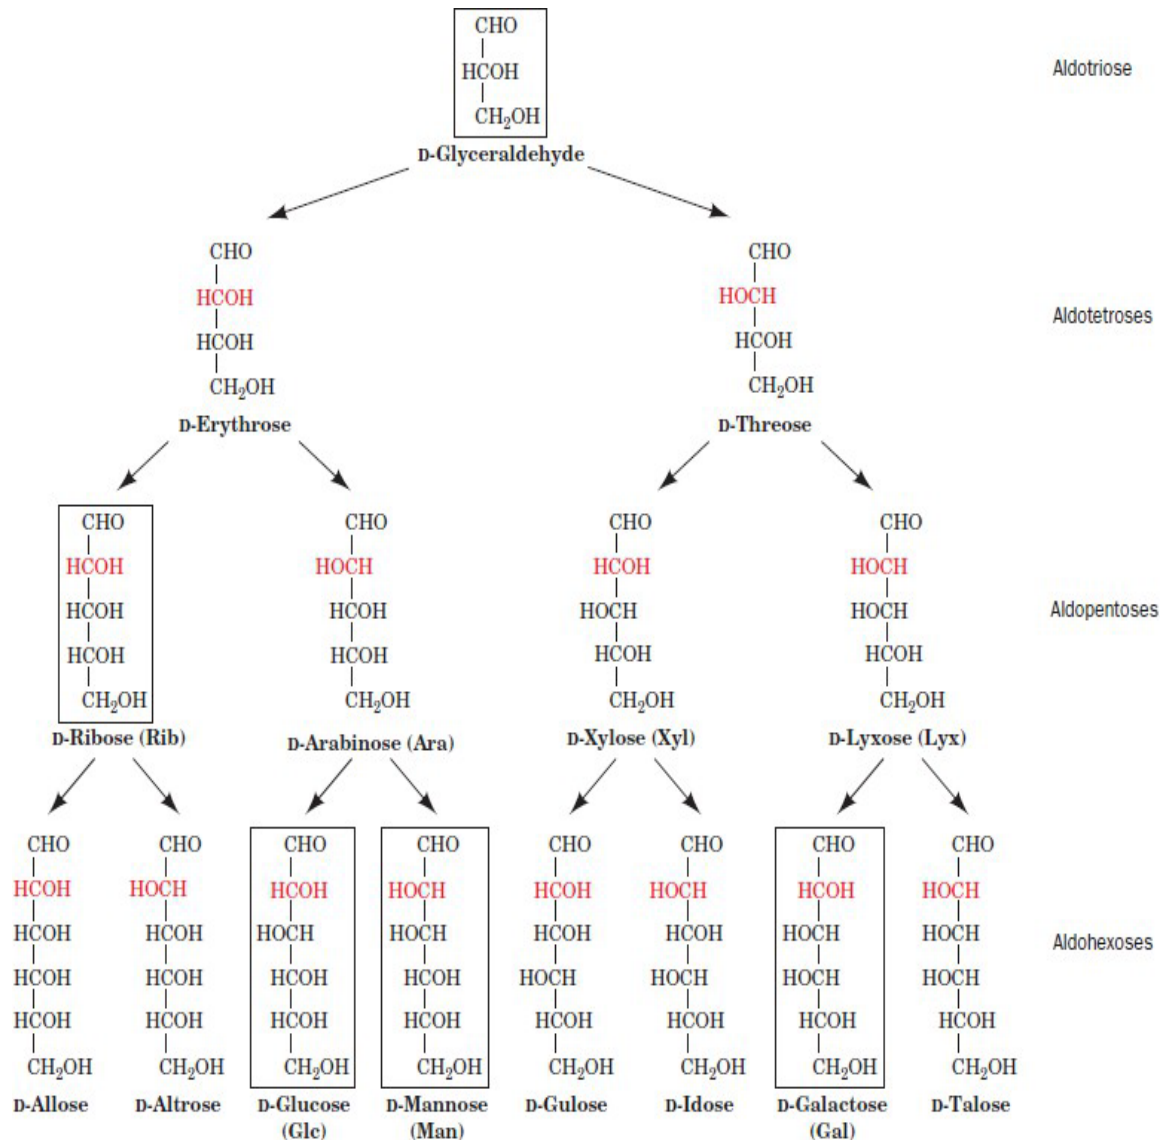 CHO
HCOH
CH₂OH
D-Glyceraldehyde
Aldotriose
CHO
HCOH
HCOH
CH₂OH
D-Erythrose
CHO
HOCH
HCOH
CH₂OH
D-Threose
Aldotetroses
CHO
HCOH
HCOH
HCOH
CH₂OH
D-Ribose (Rib)
CHO
HOCH
HCOH
HCOH
CH₂OH
D-Arabinose (Ara)
CHO
HCOH
HOCH
HCOH
CH₂OH
D-Xylose (Xyl)
CHO
HOCH
HOCH
HCOH
CH₂OH
D-Lyxose (Lyx)
Aldopentoses
CHO
HCOH
HCOH
HCOH
HCOH
CH₂OH
D-Allose
CHO
HOCH
HCOH
HCOH
HCOH
CH₂OH
D-Altrose
CHO
HCOH
HOCH
HCOH
HCOH
CH₂OH
D-Glucose
(Glc)
CHO
HOCH
HOCH
HCOH
HCOH
CH₂OH
D-Mannose
(Man)
CHO
HCOH
HCOH
HOCH
HCOH
CH₂OH
D-Gulose
CHO
HOCH
HCOH
HOCH
HCOH
CH₂OH
D-Idose
CHO
HCOH
HOCH
HOCH
HCOH
CH₂OH
D-Galactose
(Gal)
CHO
HOCH
HOCH
HOCH
HCOH
CH₂OH
D-Talose
Aldohexoses